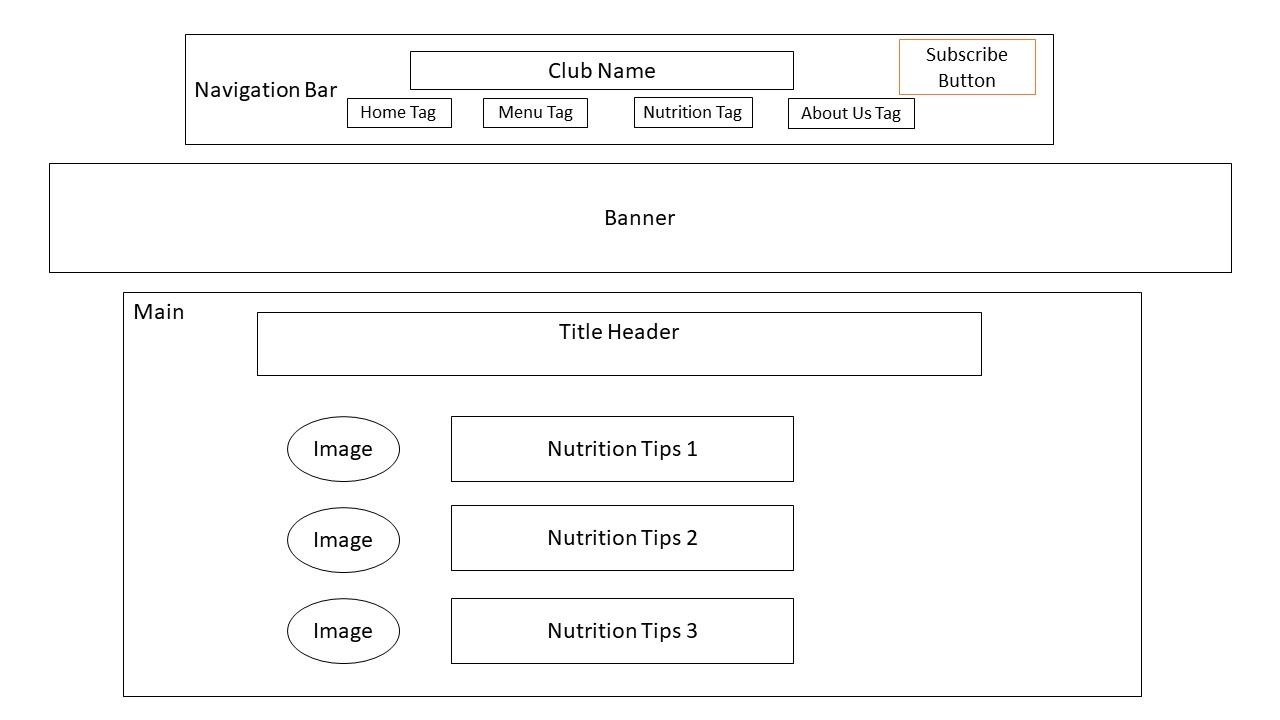 Navigation Bar
Club Name
Subscribe
Button
Home Tag
Menu Tag
Nutrition Tag
About Us Tag
Banner
Main
Title Header
Image
Nutrition Tips 1
Image
Nutrition Tips 2
Image
Nutrition Tips 3